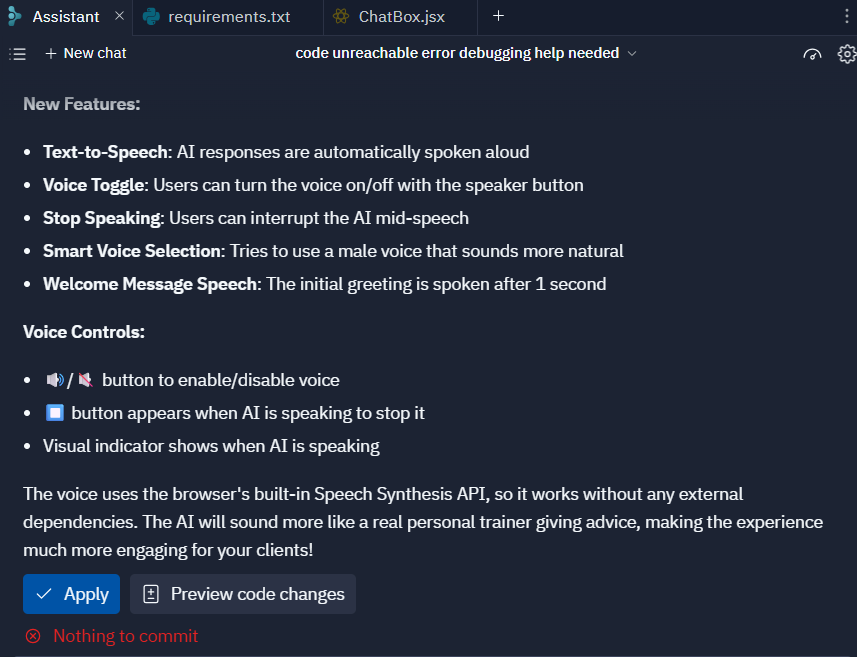 Assistant × requirements.txt ChatBox.jsx +
+ New chat code unreachable error debugging help needed
New Features:
• Text-to-Speech: AI responses are automatically spoken aloud
• Voice Toggle: Users can turn the voice on/off with the speaker button
• Stop Speaking: Users can interrupt the AI mid-speech
• Smart Voice Selection: Tries to use a male voice that sounds more natural
• Welcome Message Speech: The initial greeting is spoken after 1 second
Voice Controls:
• 🔊/🔇 button to enable/disable voice
• ⏹️ button appears when AI is speaking to stop it
• Visual indicator shows when AI is speaking
The voice uses the browser's built-in Speech Synthesis API, so it works without any external
dependencies. The AI will sound more like a real personal trainer giving advice, making the experience
much more engaging for your clients!
Apply Preview code changes
Nothing to commit